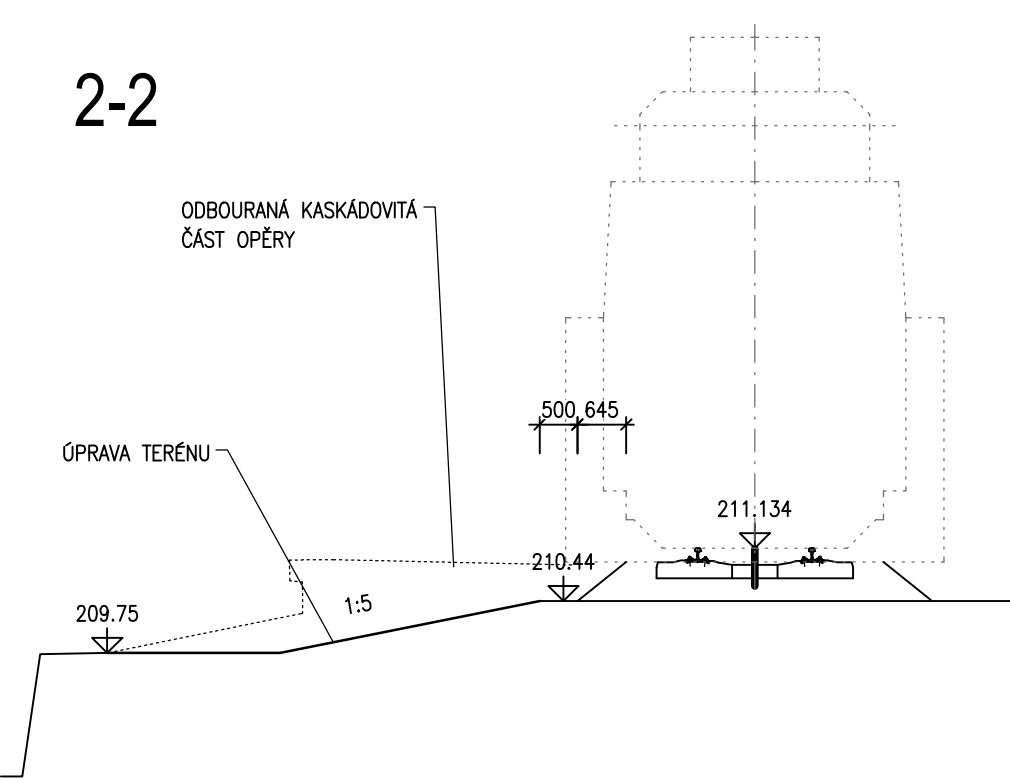 2-2
ODBOURANÁ KASKÁDOVITÁ
ČÁST OPĚRY
500 645
ÚPRAVA TERÉNU
211.134
210.44
1:5
209.75